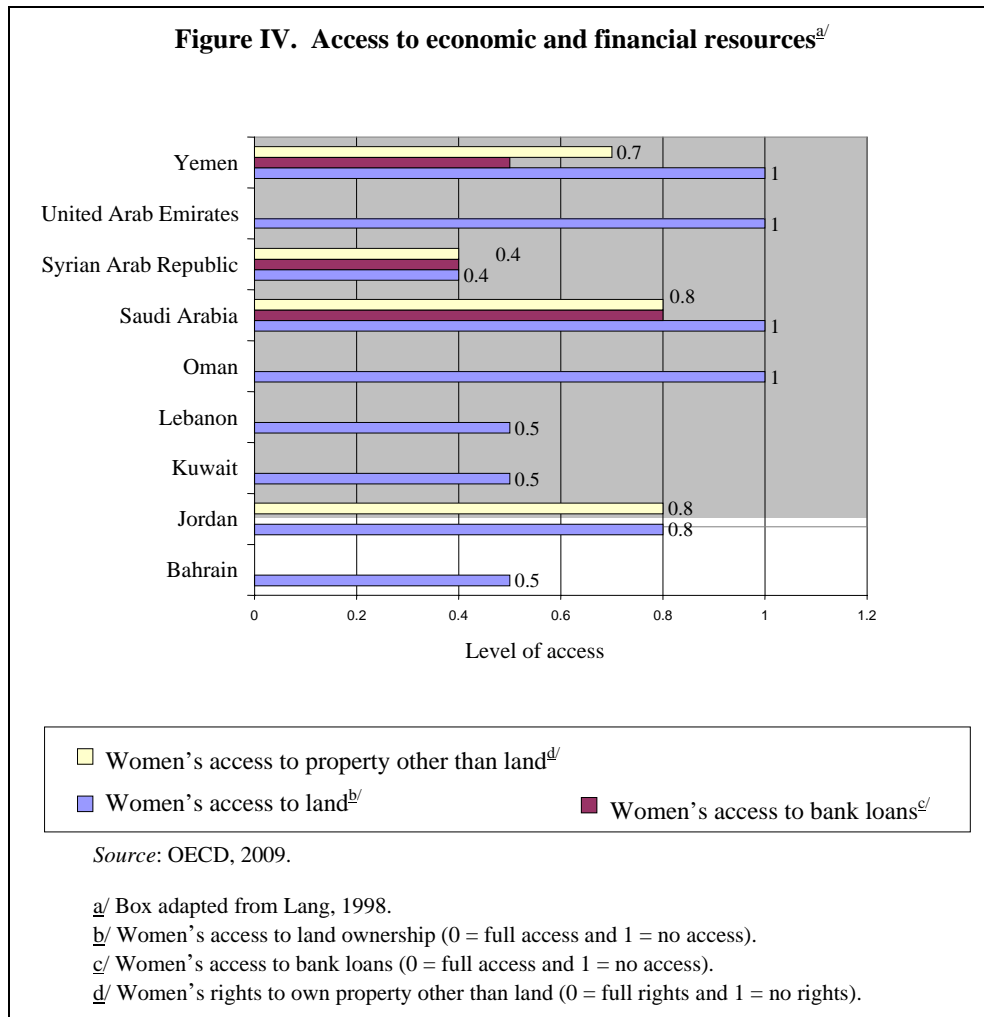 Figure IV. Access to economic and financial resources a/
Yemen
0.7
1
United Arab Emirates
1
Syrian Arab Republic
0.4
0.4
Saudi Arabia
0.8
1
Oman
1
Lebanon
0.5
Kuwait
0.5
Jordan
0.8
0.8
Bahrain
0.5
0 0.2 0.4 0.6 0.8 1 1.2
Level of access
Women’s access to property other than land d/
Women’s access to land b/ Women’s access to bank loans c/
Source: OECD, 2009.
a/ Box adapted from Lang, 1998.
b/ Women’s access to land ownership (0 = full access and 1 = no access).
c/ Women’s access to bank loans (0 = full access and 1 = no access).
d/ Women’s rights to own property other than land (0 = full rights and 1 = no rights).